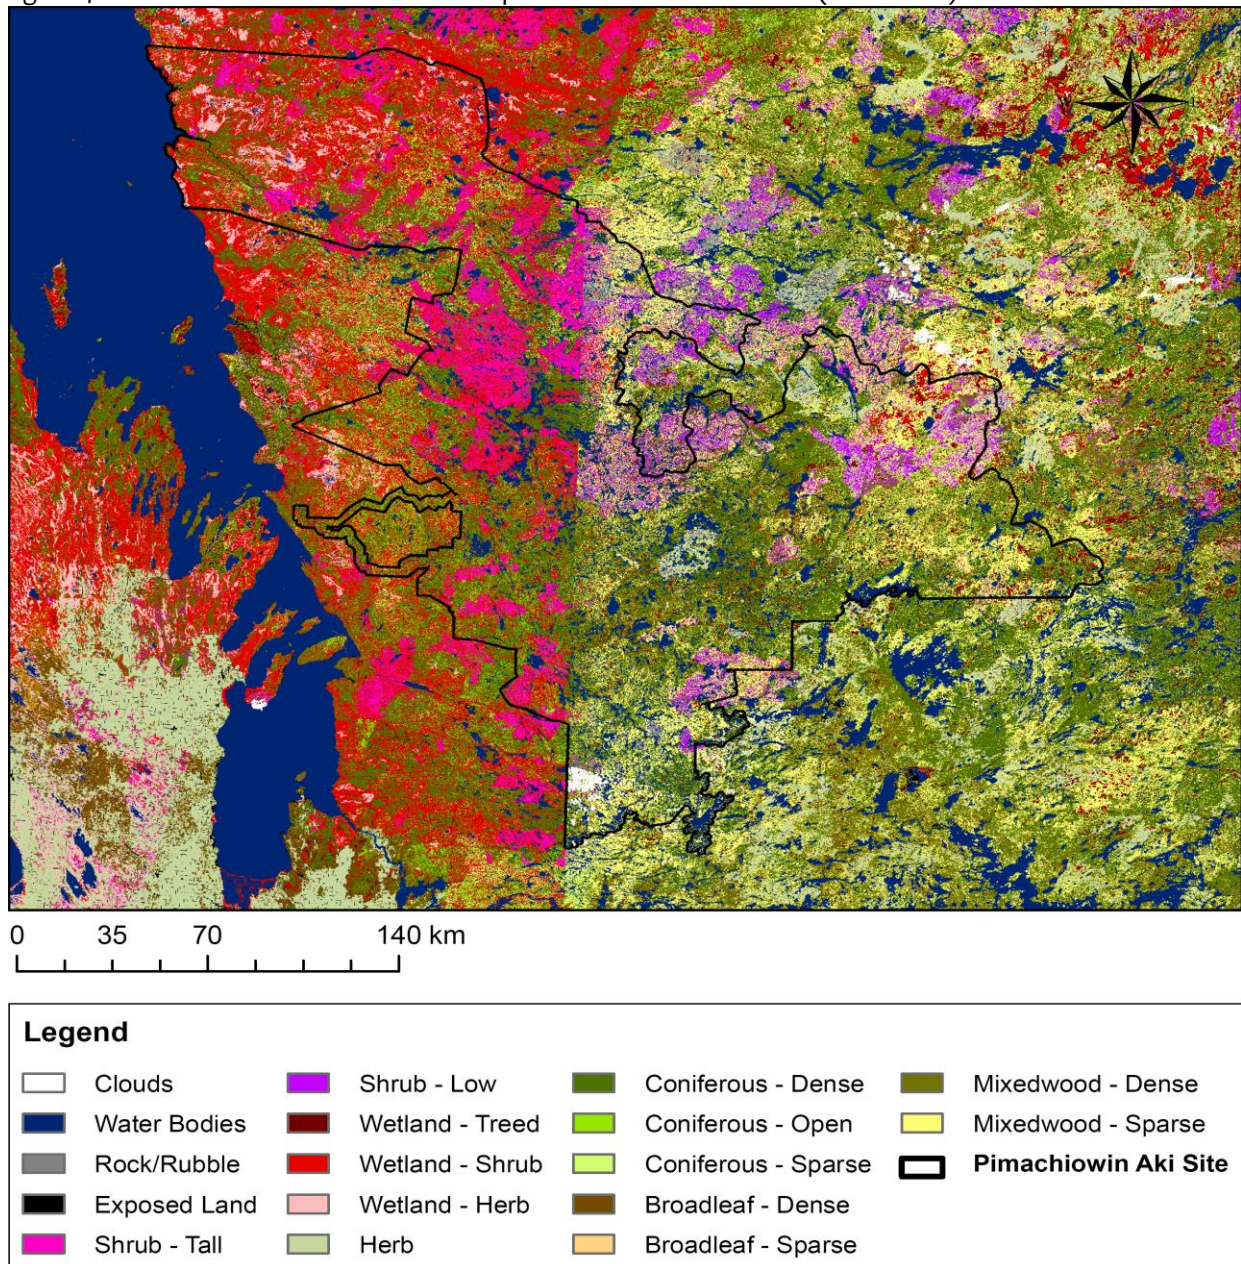 N
W
0 35 70 140 km
Legend
Clouds Shrub - Low Coniferous - Dense Mixedwood - Dense
Water Bodies Wetland - Treed Coniferous - Open Mixedwood - Sparse
Rock/Rubble Wetland - Shrub Coniferous - Sparse Pimachiowin Aki Site
Exposed Land Wetland - Herb Broadleaf - Dense
Shrub - Tall Herb Broadleaf - Sparse